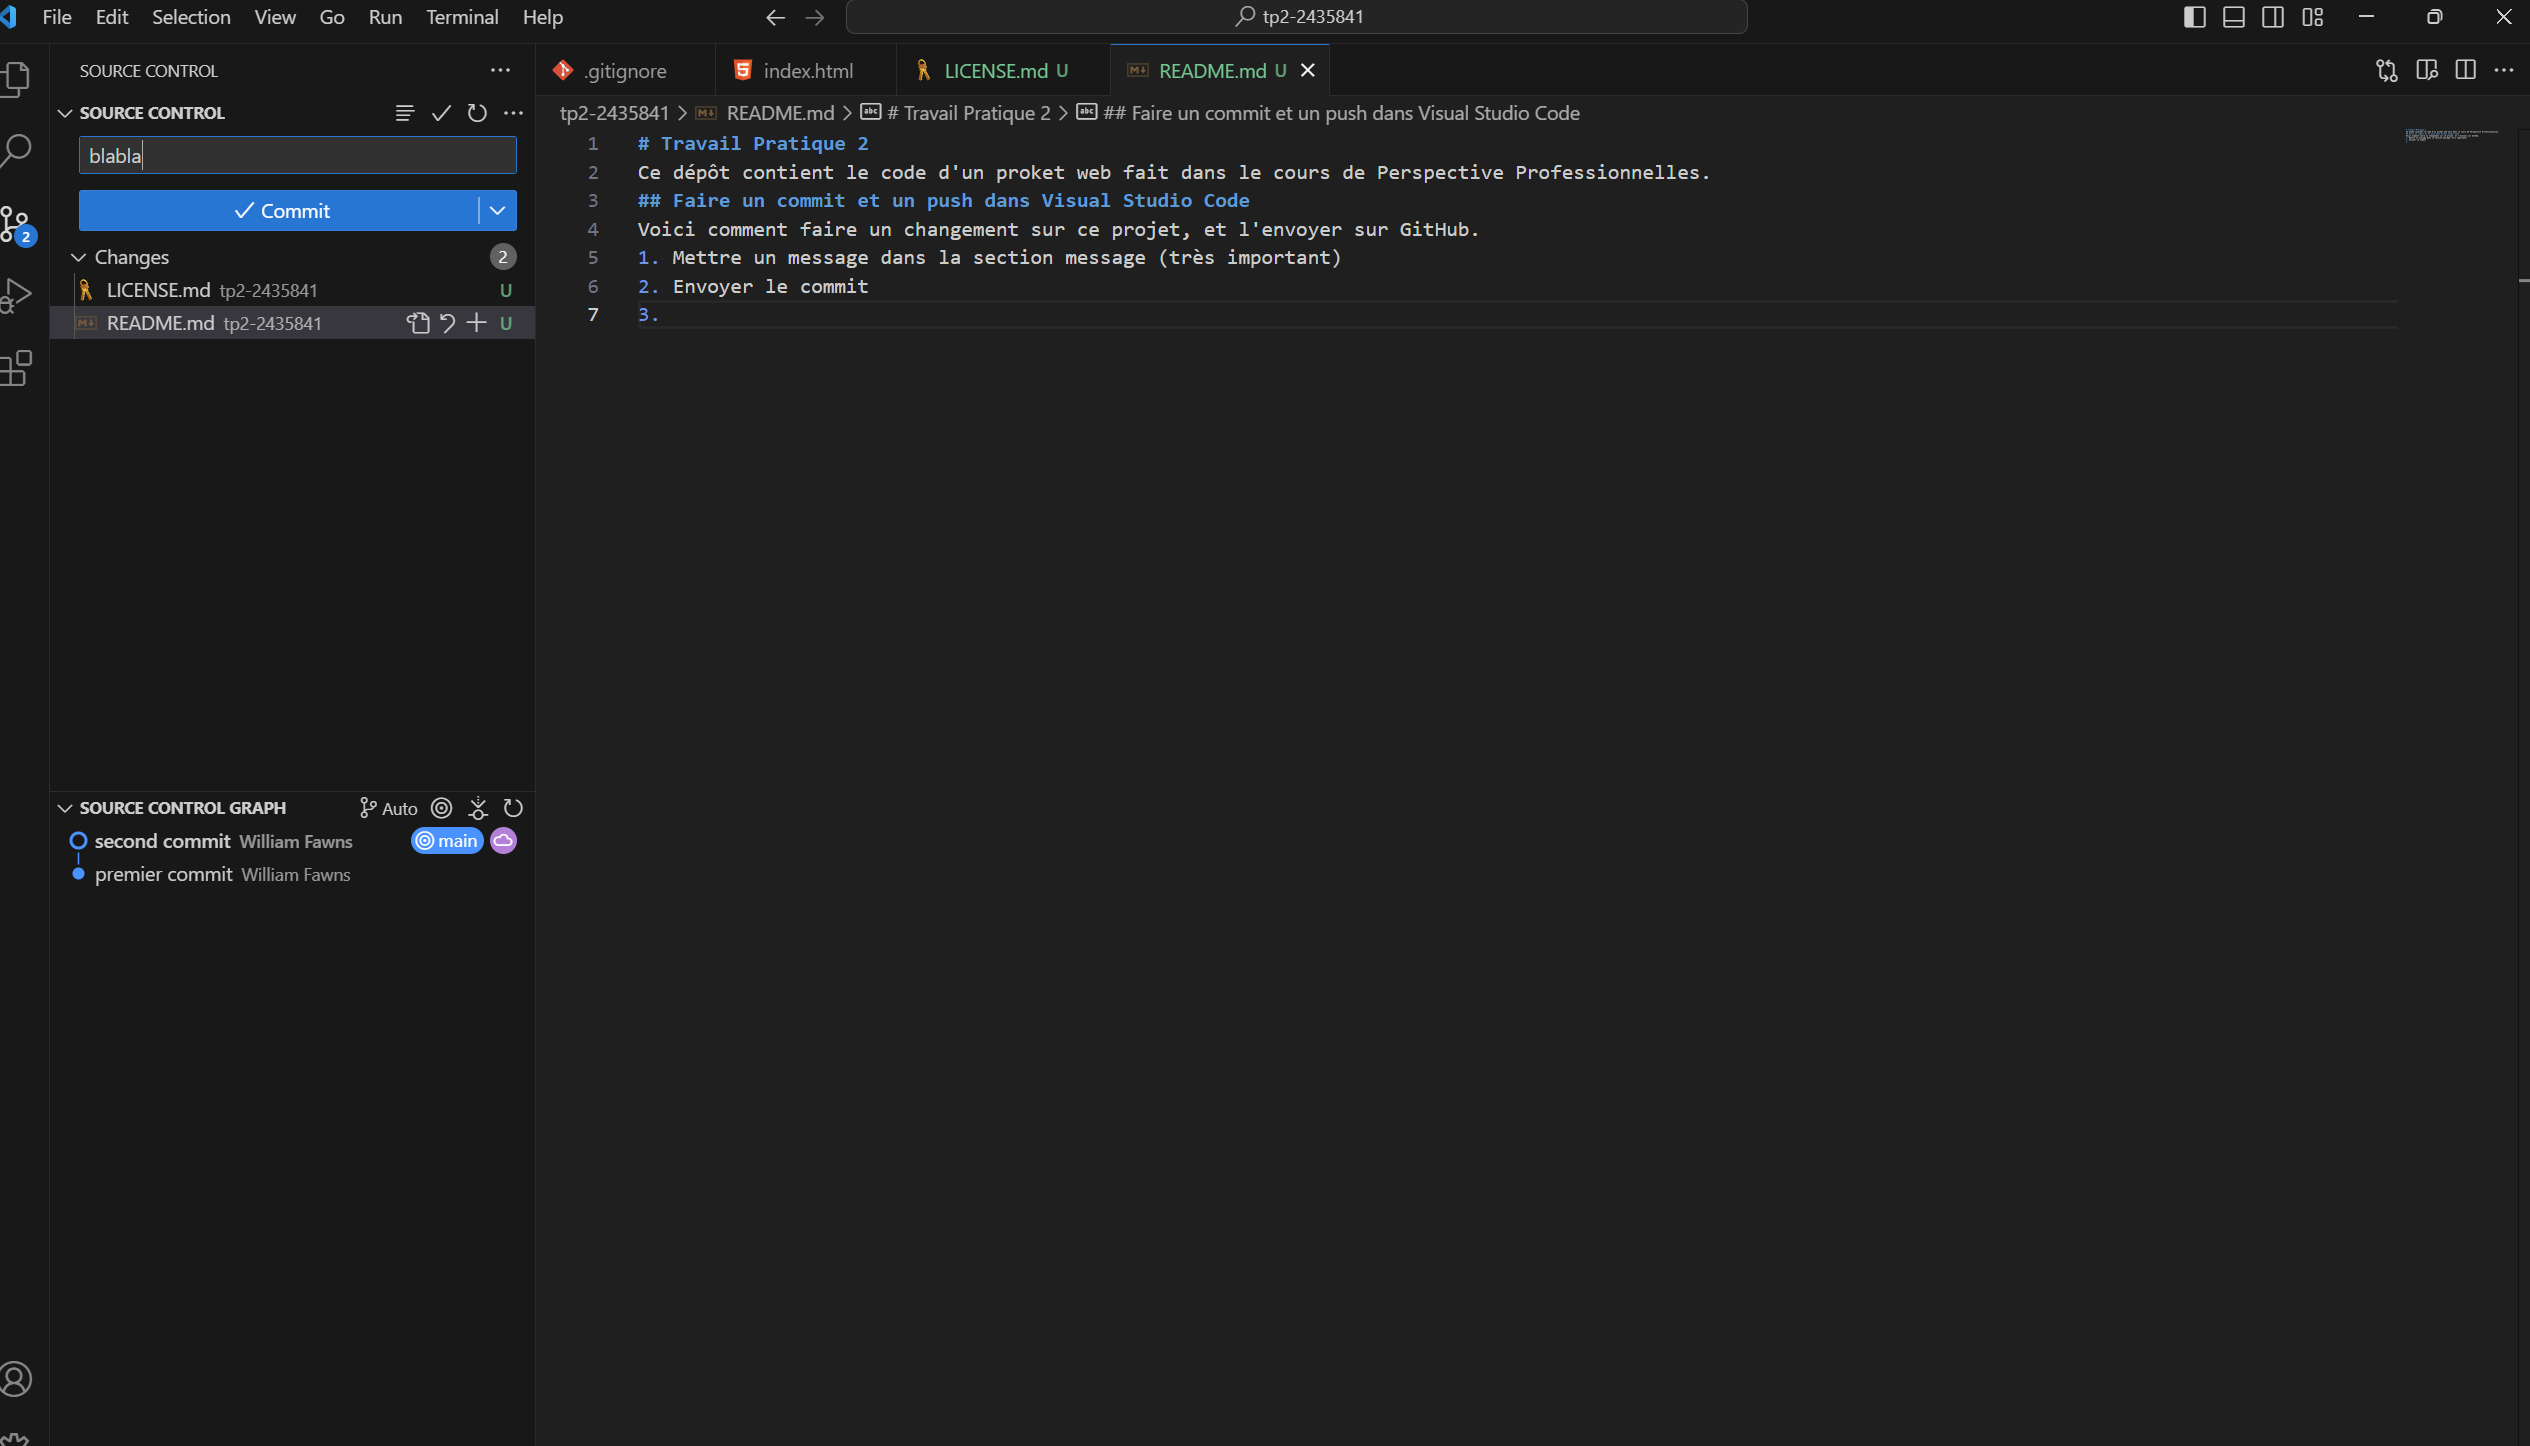 File Edit Selection View Go Run Terminal Help
tp2-2435841
SOURCE CONTROL
.gitignore
index.html
LICENSE.md U
README.md U
SOURCE CONTROL
tp2-2435841 > README.md > # Travail Pratique 2 > ## Faire un commit et un push dans Visual Studio Code
blabla
Commit
Changes 2
LICENSE.md tp2-2435841 U
README.md tp2-2435841 U
2
1 # Travail Pratique 2
2 Ce dépôt contient le code d'un proket web fait dans le cours de Perspective Professionnelles.
3 ## Faire un commit et un push dans Visual Studio Code
4 Voici comment faire un changement sur ce projet, et l'envoyer sur GitHub.
5 1. Mettre un message dans la section message (très important)
6 2. Envoyer le commit
7 3.
SOURCE CONTROL GRAPH Auto
second commit William Fawns main
premier commit William Fawns